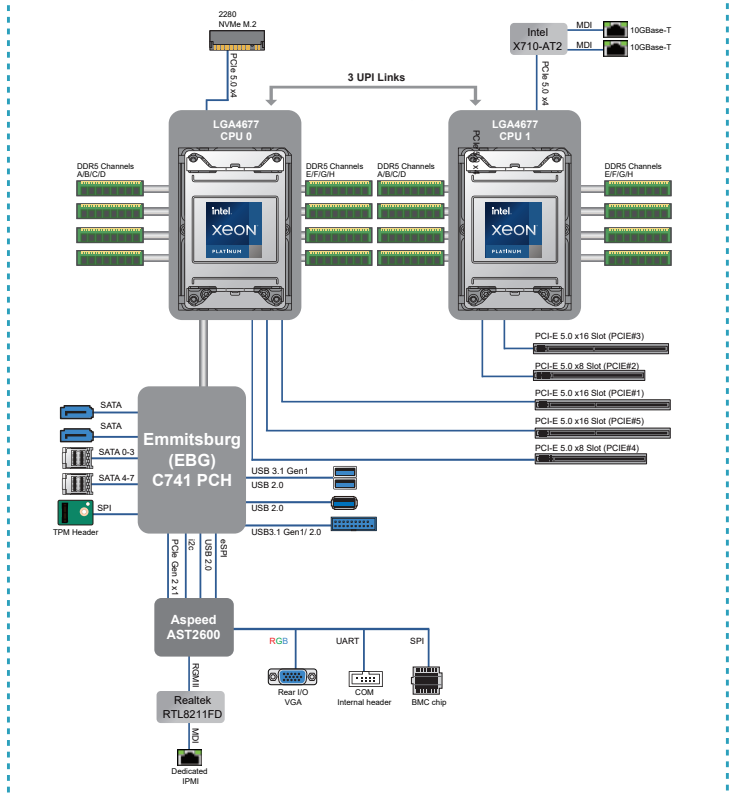 2280
NVMe M.2
PCIe 5.0 x4
Intel
X710-AT2
MDI
10GBase-T
MDI
10GBase-T
PCIe 5.0 x4
3 UPI Links
LGA4677
CPU 0
LGA4677
CPU 1
PCIe 5.0 x4
DDR5 Channels
A/B/C/D
DDR5 Channels
E/F/G/H
DDR5 Channels
A/B/C/D
DDR5 Channels
E/F/G/H
intel.
XEON
PLATINUM
intel.
XEON
PLATINUM
PCI-E 5.0 x16 Slot (PCIE#3)
PCI-E 5.0 x8 Slot (PCIE#2)
PCI-E 5.0 x16 Slot (PCIE#1)
PCI-E 5.0 x16 Slot (PCIE#5)
PCI-E 5.0 x8 Slot (PCIE#4)
SATA
SATA
SATA 0-3
SATA 4-7
SPI
TPM Header
Emmitsburg
(EBG)
C741 PCH
USB 3.1 Gen1
USB 2.0
USB 2.0
USB3.1 Gen1/ 2.0
PCIe Gen 2 x1
i2c
USB 2.0
eSPI
Aspeed
AST2600
RGB
UART
SPI
Rear I/O
VGA
COM
Internal header
BMC chip
RGMII
Realtek
RTL8211FD
MDI
Dedicated
IPMI